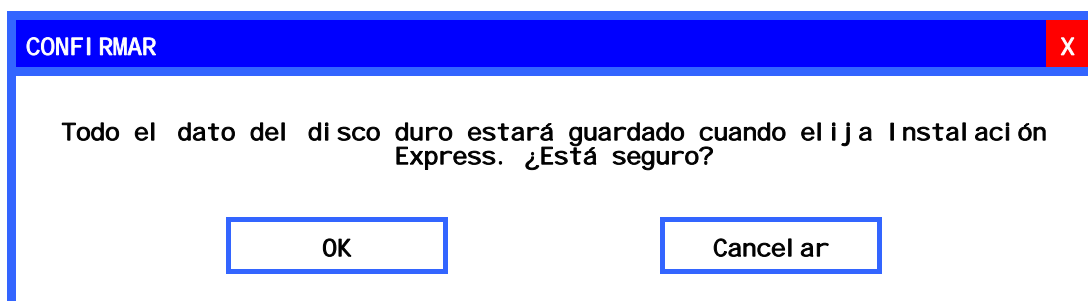 CONFIRMAR
X
Todo el dato del disco duro estará guardado cuando elija Instalación
Express. ¿Está seguro?
OK
Cancelar